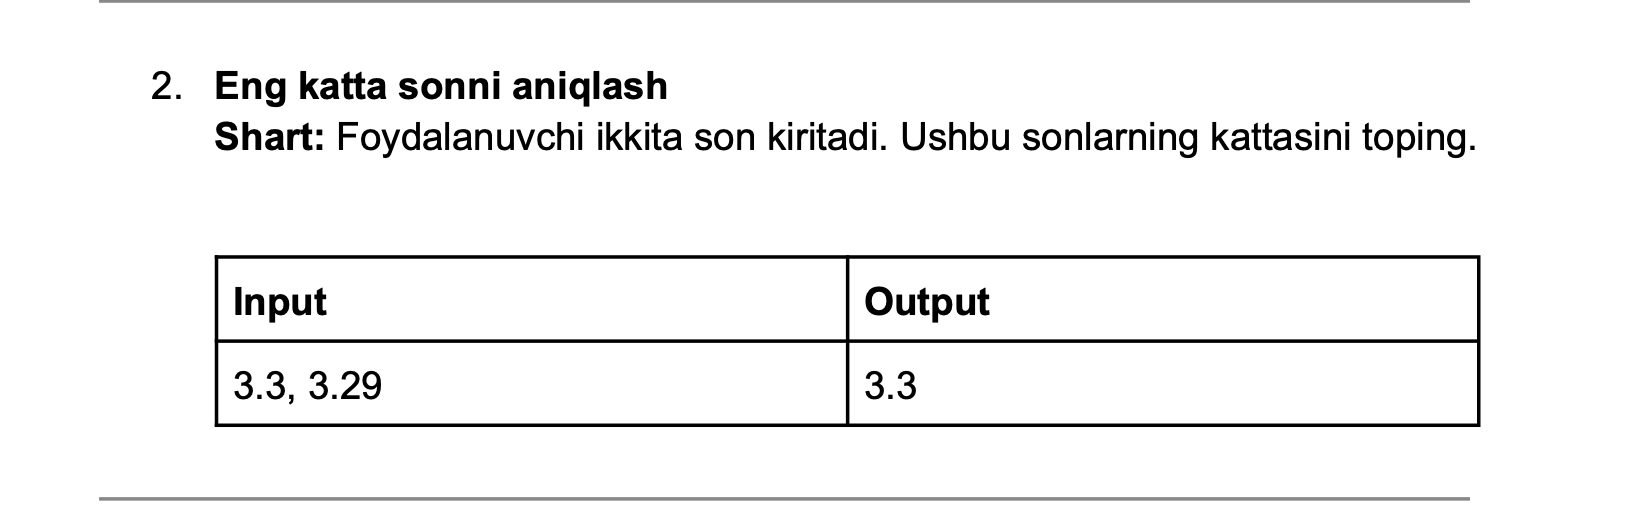 2. Eng katta sonni aniqlash
Shart: Foydalanuvchi ikkita son kiritadi. Ushbu sonlarning kattasini toping.
Input Output
3.3, 3.29 3.3